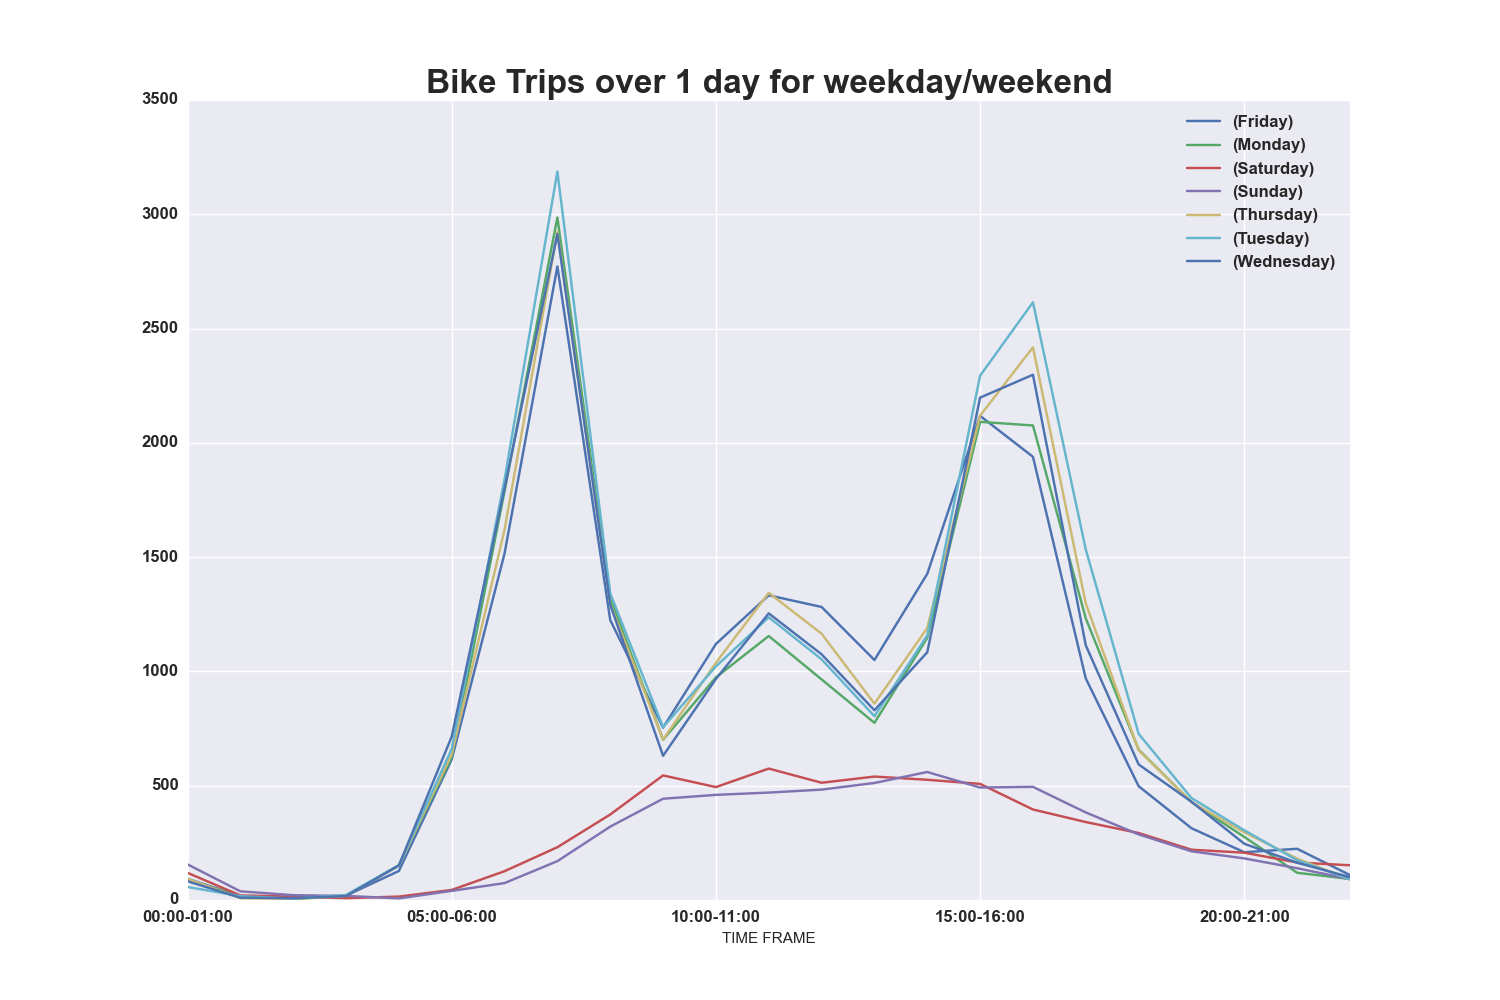 Bike Trips over 1 day for weekday/weekend
3500
3000
2500
2000
1500
1000
500
0
(Friday)
(Monday)
(Saturday)
(Sunday)
(Thursday)
(Tuesday)
(Wednesday)
00:00-01:00 05:00-06:00 10:00-11:00 15:00-16:00 20:00-21:00
TIME FRAME